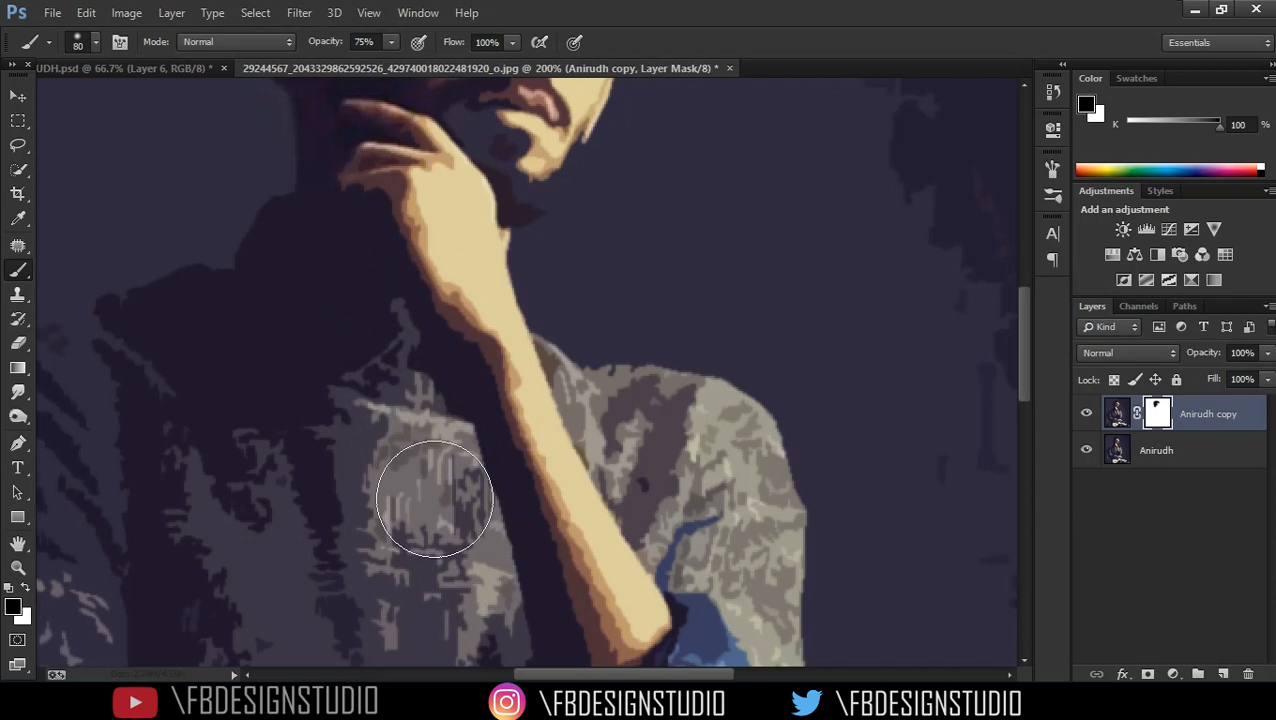 Ps File Edit Image Layer Type Select Filter 3D View Window Help
80 Mode: Normal Opacity: 75% Flow: 100% Essentials
UDH.psd @ 66.7% (Layer 6, RGB/8) * × 29244567_2043329862592526_429740018022481920_o.jpg @ 200% (Anirudh copy, Layer Mask/8) * ×
Color Swatches
K 100 %
Adjustments Styles
Add an adjustment
Layers Channels Paths
Kind
Normal Opacity: 100%
Lock: Fill: 100%
Anirudh copy
Anirudh
\FBDESIGNSTUDIO \FBDESIGNSTUDIO \FBDESIGNSTUDIO